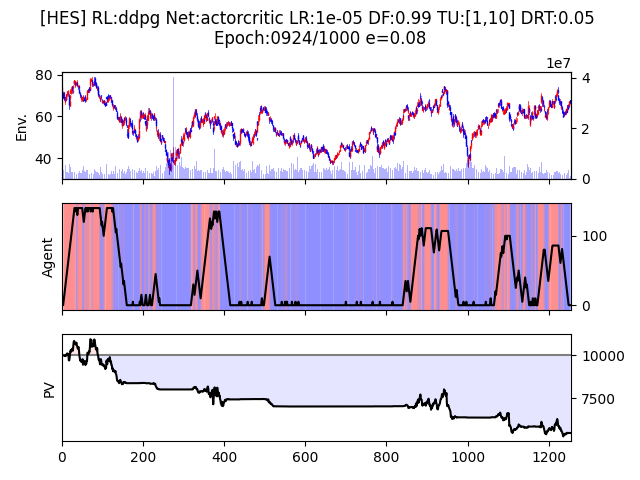 [HES] RL:ddpg Net:actorcritic LR:1e-05 DF:0.99 TU:[1,10] DRT:0.05
Epoch:0924/1000 e=0.08
1e7
80
60
40
Env.
4
2
0
Agent
100
0
PV
10000
7500
0 200 400 600 800 1000 1200